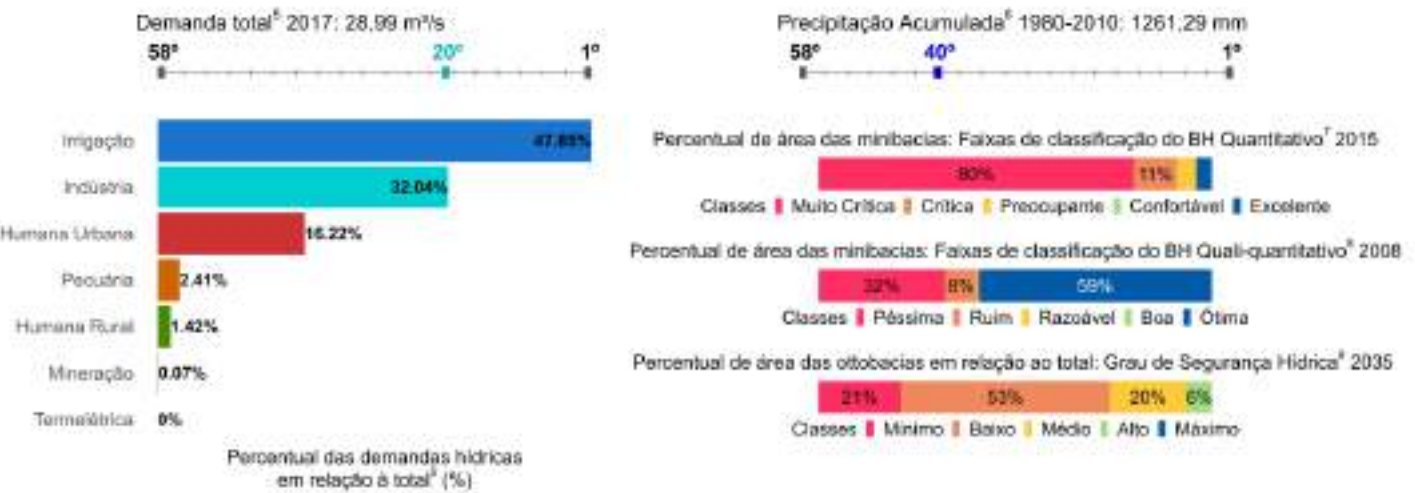 Demanda total⁵ 2017: 28,99 m³/s
58º 20º 1º
Irrigação 47.85%
Indústria 32.04%
Humana Urbana 16.22%
Pecuária 2.41%
Humana Rural 1.42%
Mineração 0.07%
Termelétrica 0%
Percentual das demandas hídricas
em relação à total⁵ (%)
Precipitação Acumulada⁶ 1980-2010: 1261,29 mm
58º 40º 1º
Percentual de área das minibacias: Faixas de classificação do BH Quantitativo⁷ 2015
80% 11%
Classes Muito Crítica Crítica Preocupante Confortável Excelente
Percentual de área das minibacias: Faixas de classificação do BH Quali-quantitativo⁸ 2008
32% 8% 59%
Classes Péssima Ruim Razoável Boa Ótima
Percentual de área das ottobacias em relação ao total: Grau de Segurança Hídrica 2035
21% 53% 20% 6%
Classes Mínimo Baixo Médio Alto Máximo